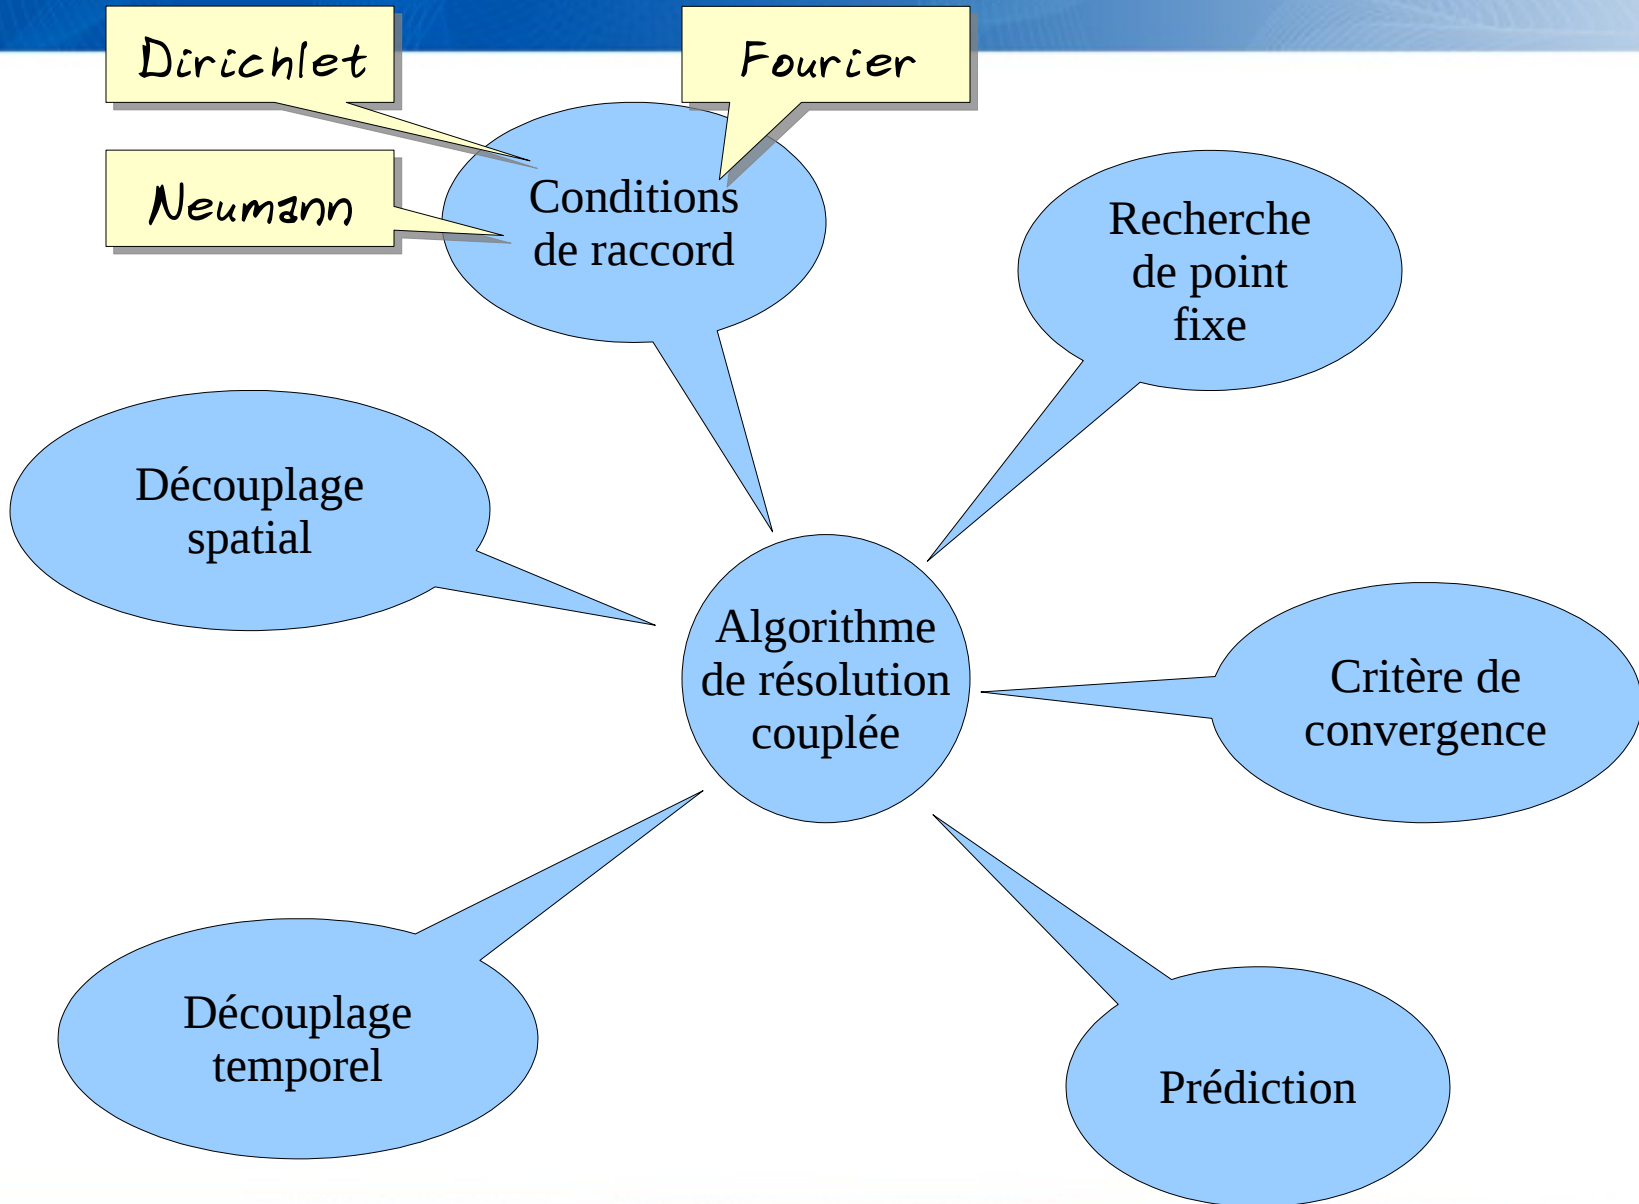 Dirichlet
Fourier
Neumann
Conditions
de raccord
Recherche
de point
fixe
Découplage
spatial
Algorithme
de résolution
couplée
Critère de
convergence
Découplage
temporel
Prédiction